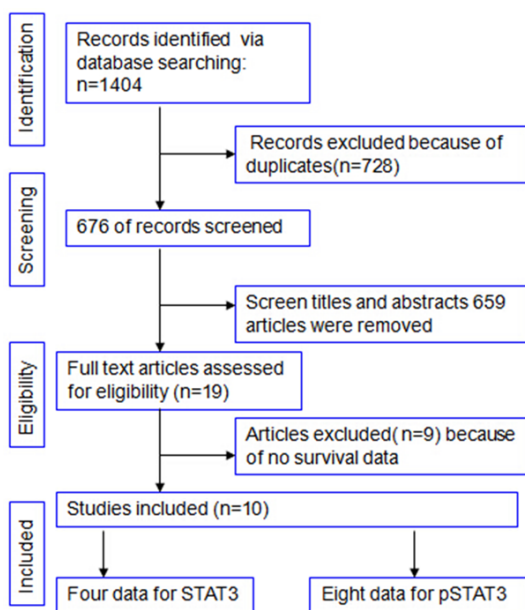 Identification
Records identified via
database searching:
n=1404
Records excluded because of
duplicates(n=728)
Screening
676 of records screened
Screen titles and abstracts 659
articles were removed
Eligibility
Full text articles assessed
for eligibility (n=19)
Articles excluded( n=9) because
of no survival data
Included
Studies included (n=10)
Four data for STAT3
Eight data for pSTAT3